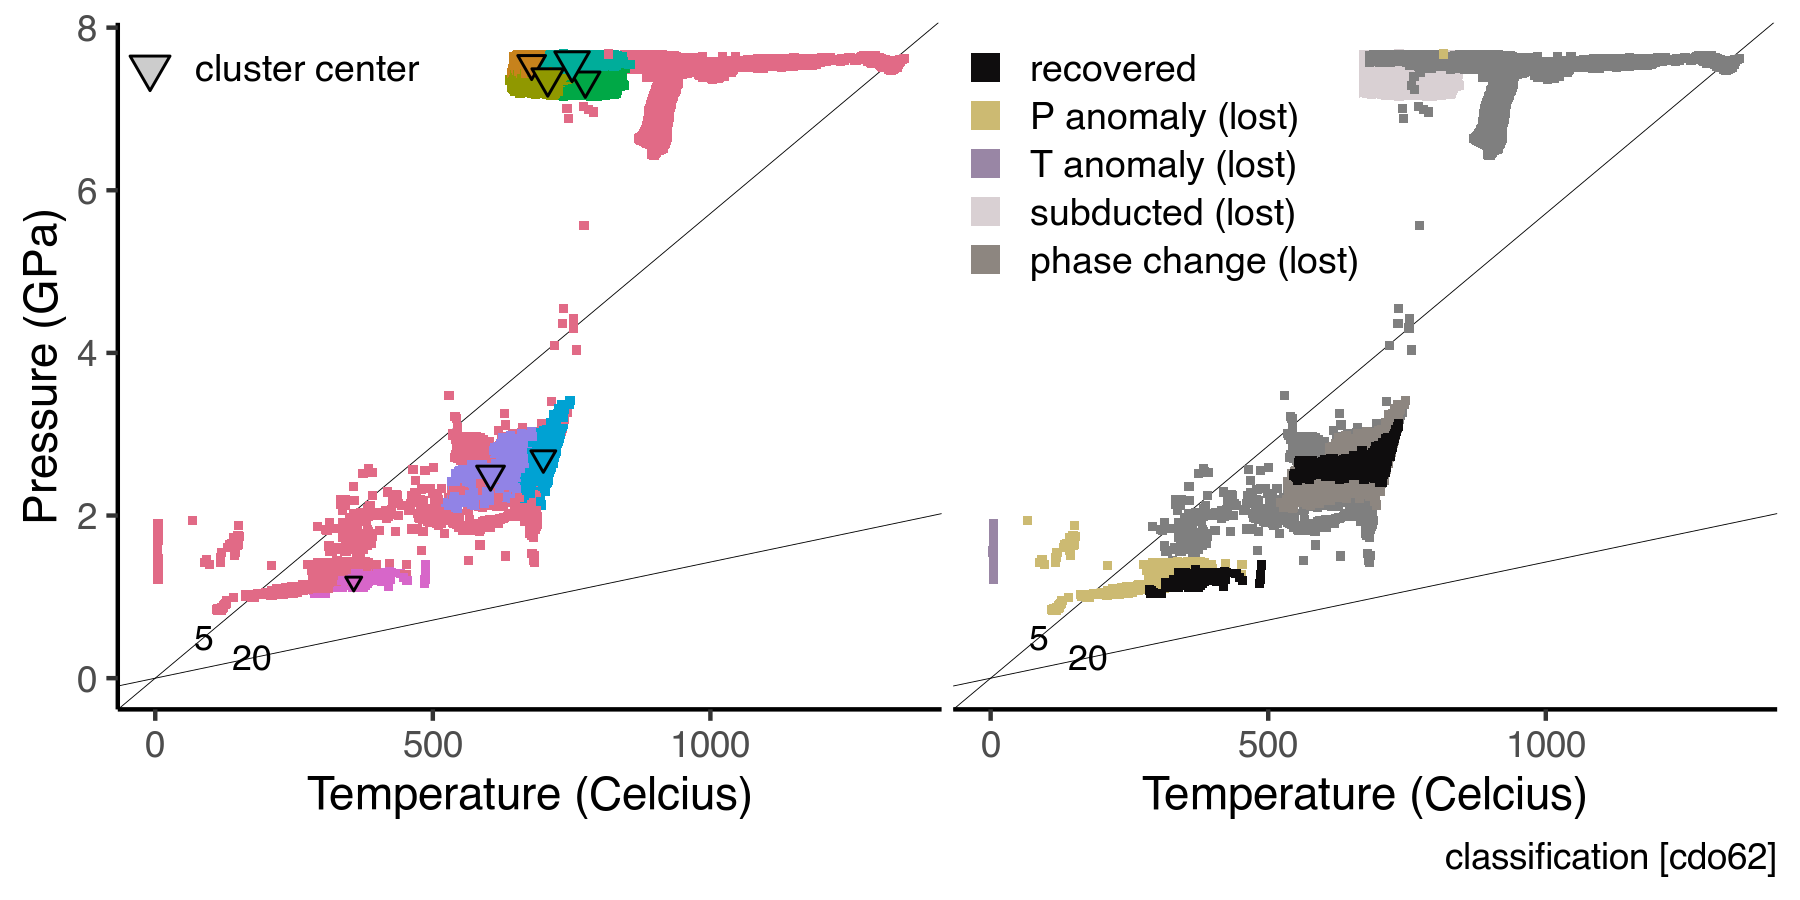 8
6
4
2
0
Pressure (GPa)
cluster center
5
20
0 500 1000
Temperature (Celcius)
recovered
P anomaly (lost)
T anomaly (lost)
subducted (lost)
phase change (lost)
5
20
0 500 1000
Temperature (Celcius)
classification [cdo62]